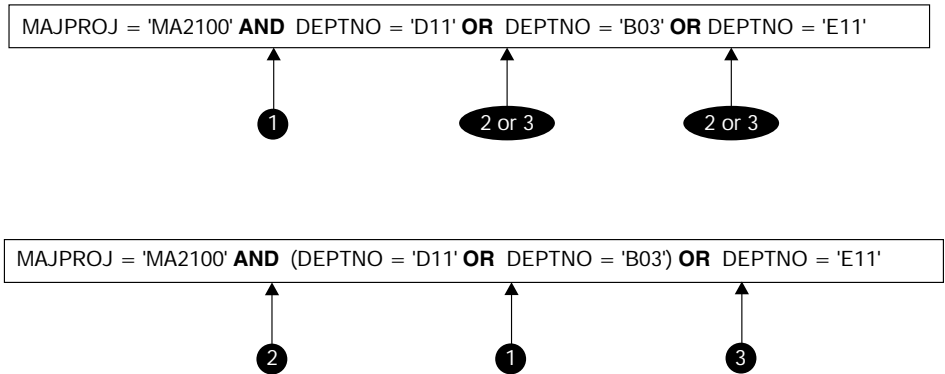 MAJPROJ = 'MA2100' AND DEPTNO = 'D11' OR DEPTNO = 'B03' OR DEPTNO = 'E11'
1 2 or 3 2 or 3
MAJPROJ = 'MA2100' AND (DEPTNO = 'D11' OR DEPTNO = 'B03') OR DEPTNO = 'E11'
2 1 3